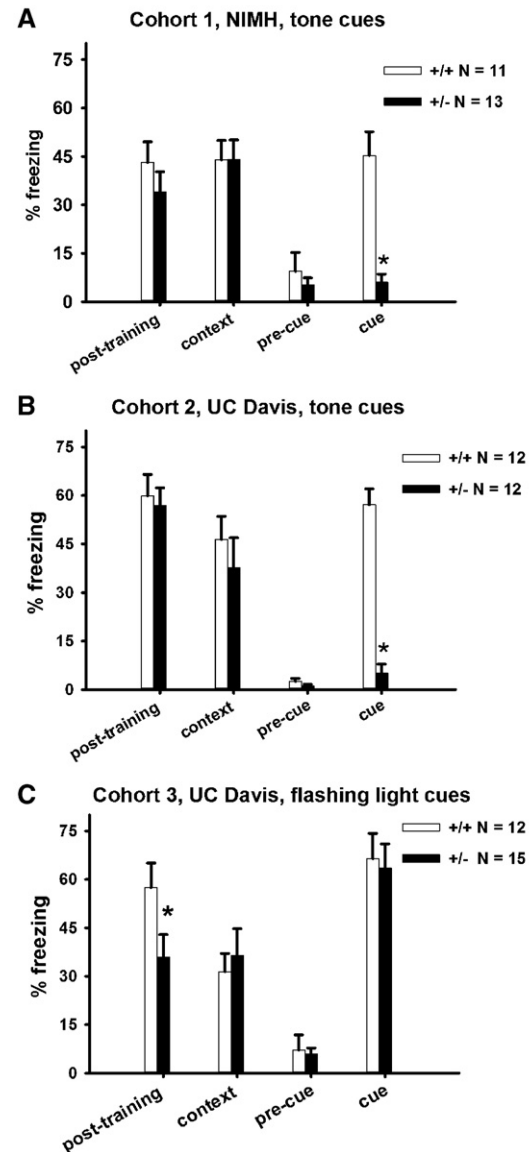 A
Cohort 1, NIMH, tone cues
+/+ N = 11
+/- N = 13
% freezing
75
60
45
30
15
0
*
post-training
context
pre-cue
cue
B
Cohort 2, UC Davis, tone cues
+/+ N = 12
+/- N = 12
% freezing
75
60
45
30
15
0
*
post-training
context
pre-cue
cue
C
Cohort 3, UC Davis, flashing light cues
+/+ N = 12
+/- N = 15
% freezing
75
60
45
30
15
0
*
post-training
context
pre-cue
cue